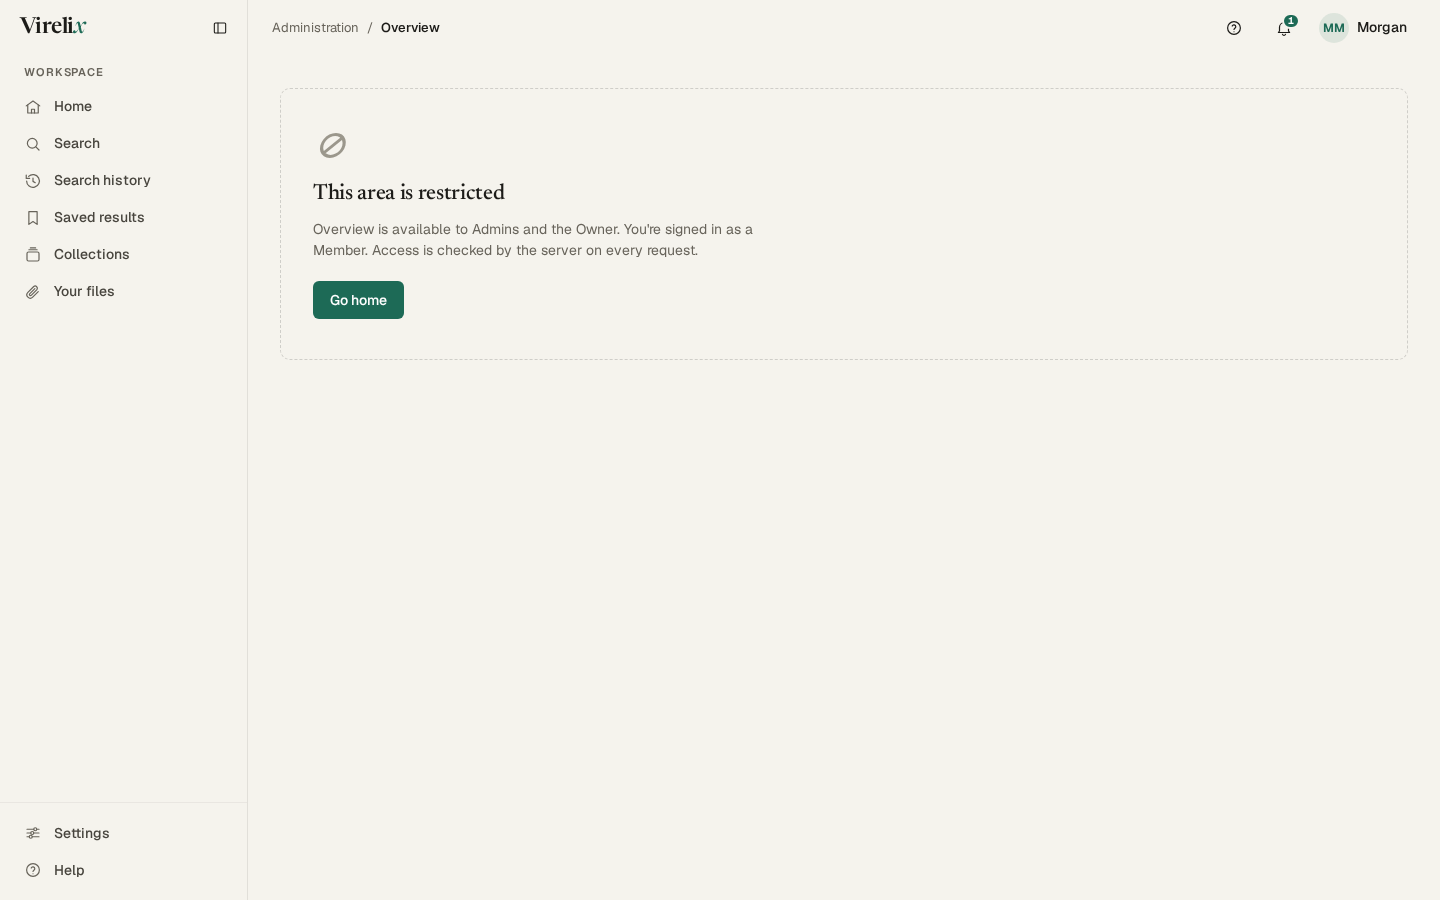 Virelix
Administration / Overview
1
MM
Morgan
WORKSPACE
Home
Search
Search history
Saved results
Collections
Your files
This area is restricted
Overview is available to Admins and the Owner. You're signed in as a
Member. Access is checked by the server on every request.
Go home
Settings
Help